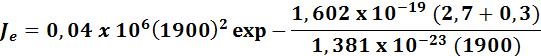 J_e = 0,04 x 10^6(1900)^2 exp − \frac{1,602 x 10^{−19} (2,7 + 0,3)}{1,381 x 10^{−23} (1900)}